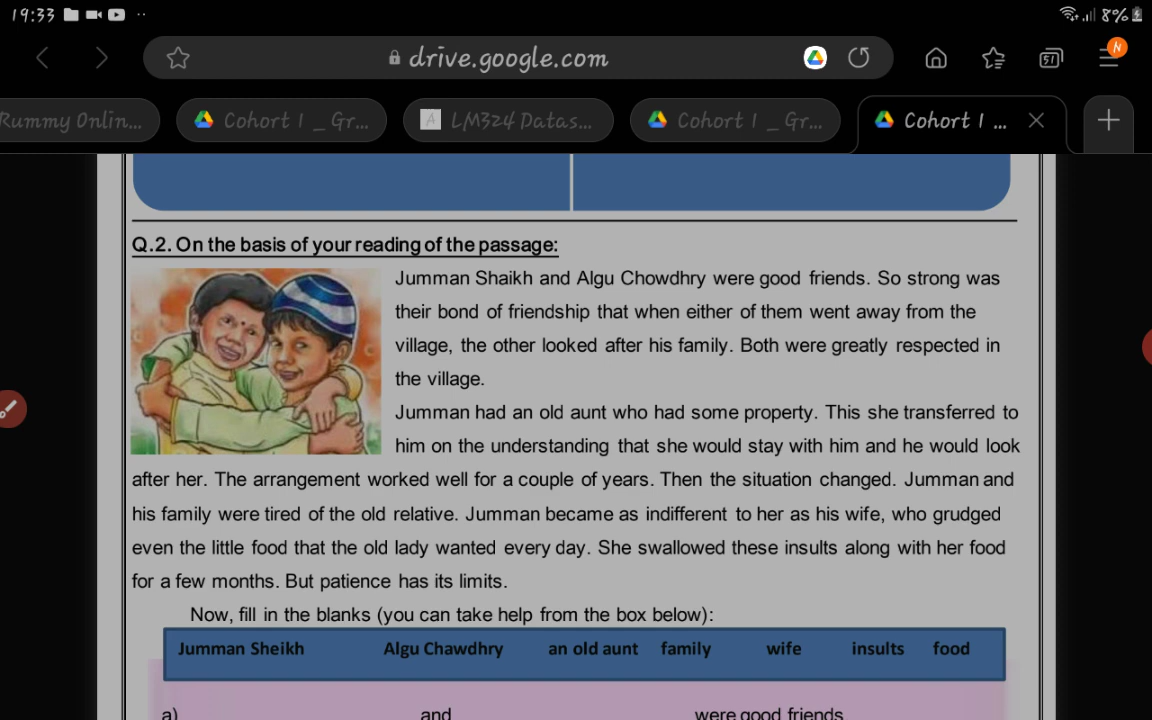 19:33
8%
drive.google.com
51
N
Rummy Onlin...
Cohort 1 _ Gr...
A LM324 Datas...
Cohort 1 _ Gr...
Cohort 1 ...
Q.2. On the basis of your reading of the passage:
Jumman Shaikh and Algu Chowdhry were good friends. So strong was
their bond of friendship that when either of them went away from the
village, the other looked after his family. Both were greatly respected in
the village.
Jumman had an old aunt who had some property. This she transferred to
him on the understanding that she would stay with him and he would look
after her. The arrangement worked well for a couple of years. Then the situation changed. Jumman and
his family were tired of the old relative. Jumman became as indifferent to her as his wife, who grudged
even the little food that the old lady wanted every day. She swallowed these insults along with her food
for a few months. But patience has its limits.
Now, fill in the blanks (you can take help from the box below):
Jumman Sheikh Algu Chawdhry an old aunt family wife insults food
a) and were good friends